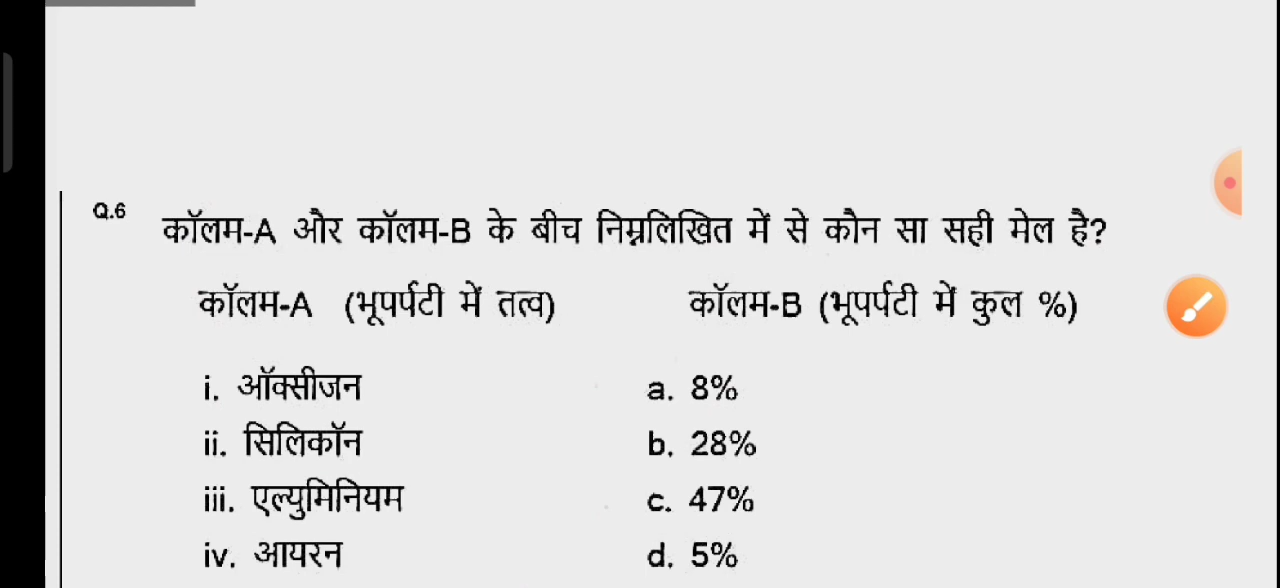 Q.6 कॉलम-A और कॉलम-B के बीच निम्नलिखित में से कौन सा सही मेल है?
कॉलम-A (भूपर्पटी में तत्व) कॉलम-B (भूपर्पटी में कुल %)
i. ऑक्सीजन a. 8%
ii. सिलिकॉन b. 28%
iii. एल्युमिनियम c. 47%
iv. आयरन d. 5%